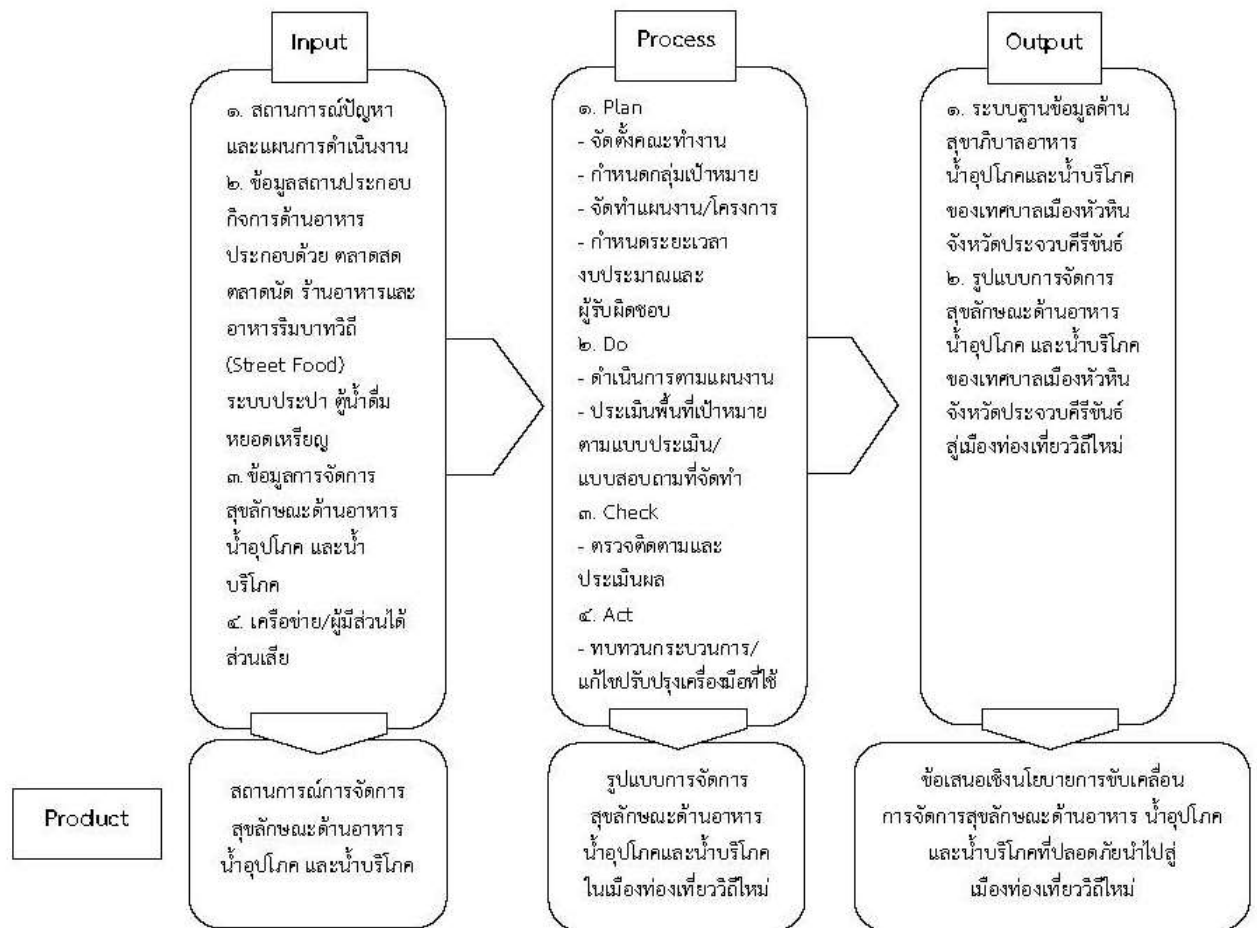 Input
๑. สถานการณ์ปัญหา
และแผนการดำเนินงาน
๒. ข้อมูลสถานประกอบ
กิจการด้านอาหาร
ประกอบด้วย ตลาดสด
ตลาดนัด ร้านอาหารและ
อาหารริมบาทวิถี
(Street Food)
ระบบประปา ตู้น้ำดื่ม
หยอดเหรียญ
๓. ข้อมูลการจัดการ
สุขลักษณะด้านอาหาร
น้ำอุปโภค และน้ำ
บริโภค
๔. เครือข่าย/ผู้มีส่วนได้
ส่วนเสีย
Process
๑. Plan
- จัดตั้งคณะทำงาน
- กำหนดกลุ่มเป้าหมาย
- จัดทำแผนงาน/โครงการ
- กำหนดระยะเวลา
งบประมาณและ
ผู้รับผิดชอบ
๒. Do
- ดำเนินการตามแผนงาน
- ประเมินพื้นที่เป้าหมาย
ตามแบบประเมิน/
แบบสอบถามที่จัดทำ
๓. Check
- ตรวจติดตามและ
ประเมินผล
๔. Act
- ทบทวนกระบวนการ/
แก้ไขปรับปรุงเครื่องมือที่ใช้
Output
๑. ระบบฐานข้อมูลด้าน
สุขาภิบาลอาหาร
น้ำอุปโภคและน้ำบริโภค
ของเทศบาลเมืองหัวหิน
จังหวัดประจวบคีรีขันธ์
๒. รูปแบบการจัดการ
สุขลักษณะด้านอาหาร
น้ำอุปโภค และน้ำบริโภค
ของเทศบาลเมืองหัวหิน
จังหวัดประจวบคีรีขันธ์
สู่เมืองท่องเที่ยววิถีใหม่
Product
สถานการณ์การจัดการ
สุขลักษณะด้านอาหาร
น้ำอุปโภค และน้ำบริโภค
รูปแบบการจัดการ
สุขลักษณะด้านอาหาร
น้ำอุปโภคและน้ำบริโภค
ในเมืองท่องเที่ยววิถีใหม่
ข้อเสนอเชิงนโยบายการขับเคลื่อน
การจัดการสุขลักษณะด้านอาหาร น้ำอุปโภค
และน้ำบริโภคที่ปลอดภัยนำไปสู่
เมืองท่องเที่ยววิถีใหม่